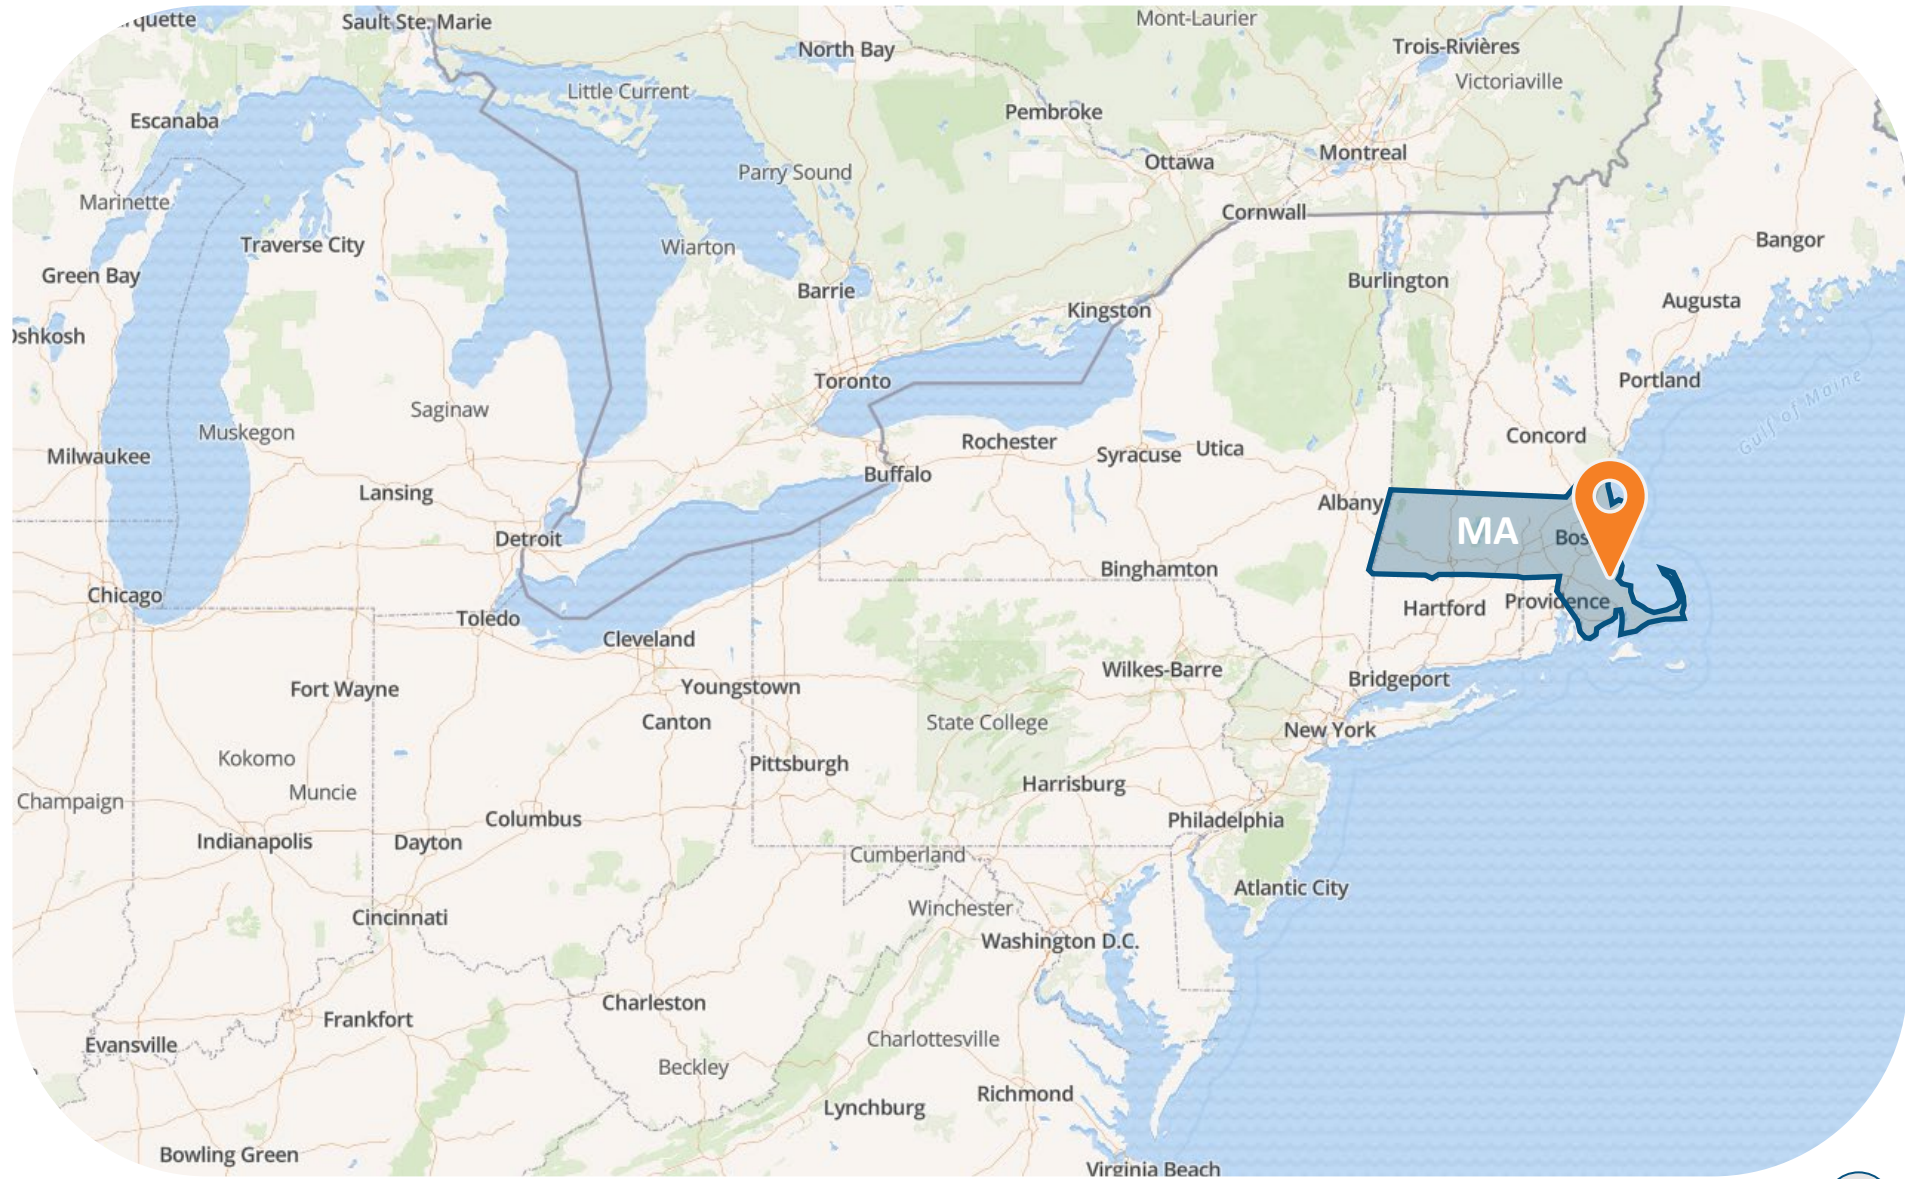 rquette
Sault Ste. Marie
North Bay
Mont-Laurier
Trois-Rivières
Victoriaville
Little Current
Escanaba
Pembroke
Ottawa
Montreal
Parry Sound
Marinette
Cornwall
Traverse City
Wiarton
Bangor
Green Bay
Barrie
Burlington
Augusta
Kingston
Oshkosh
Toronto
Portland
Gulf of Maine
Saginaw
Muskegon
Rochester
Concord
Milwaukee
Syracuse
Utica
Buffalo
Lansing
Albany
MA
Bos
Detroit
Binghamton
Chicago
Hartford
Providence
Toledo
Cleveland
Wilkes-Barre
Bridgeport
Fort Wayne
Youngstown
Canton
State College
New York
Kokomo
Pittsburgh
Muncie
Harrisburg
Champaign
Columbus
Philadelphia
Indianapolis
Dayton
Cumberland
Atlantic City
Winchester
Cincinnati
Washington D.C.
Charleston
Frankfort
Charlottesville
Evansville
Beckley
Richmond
Lynchburg
Bowling Green
Virginia Beach